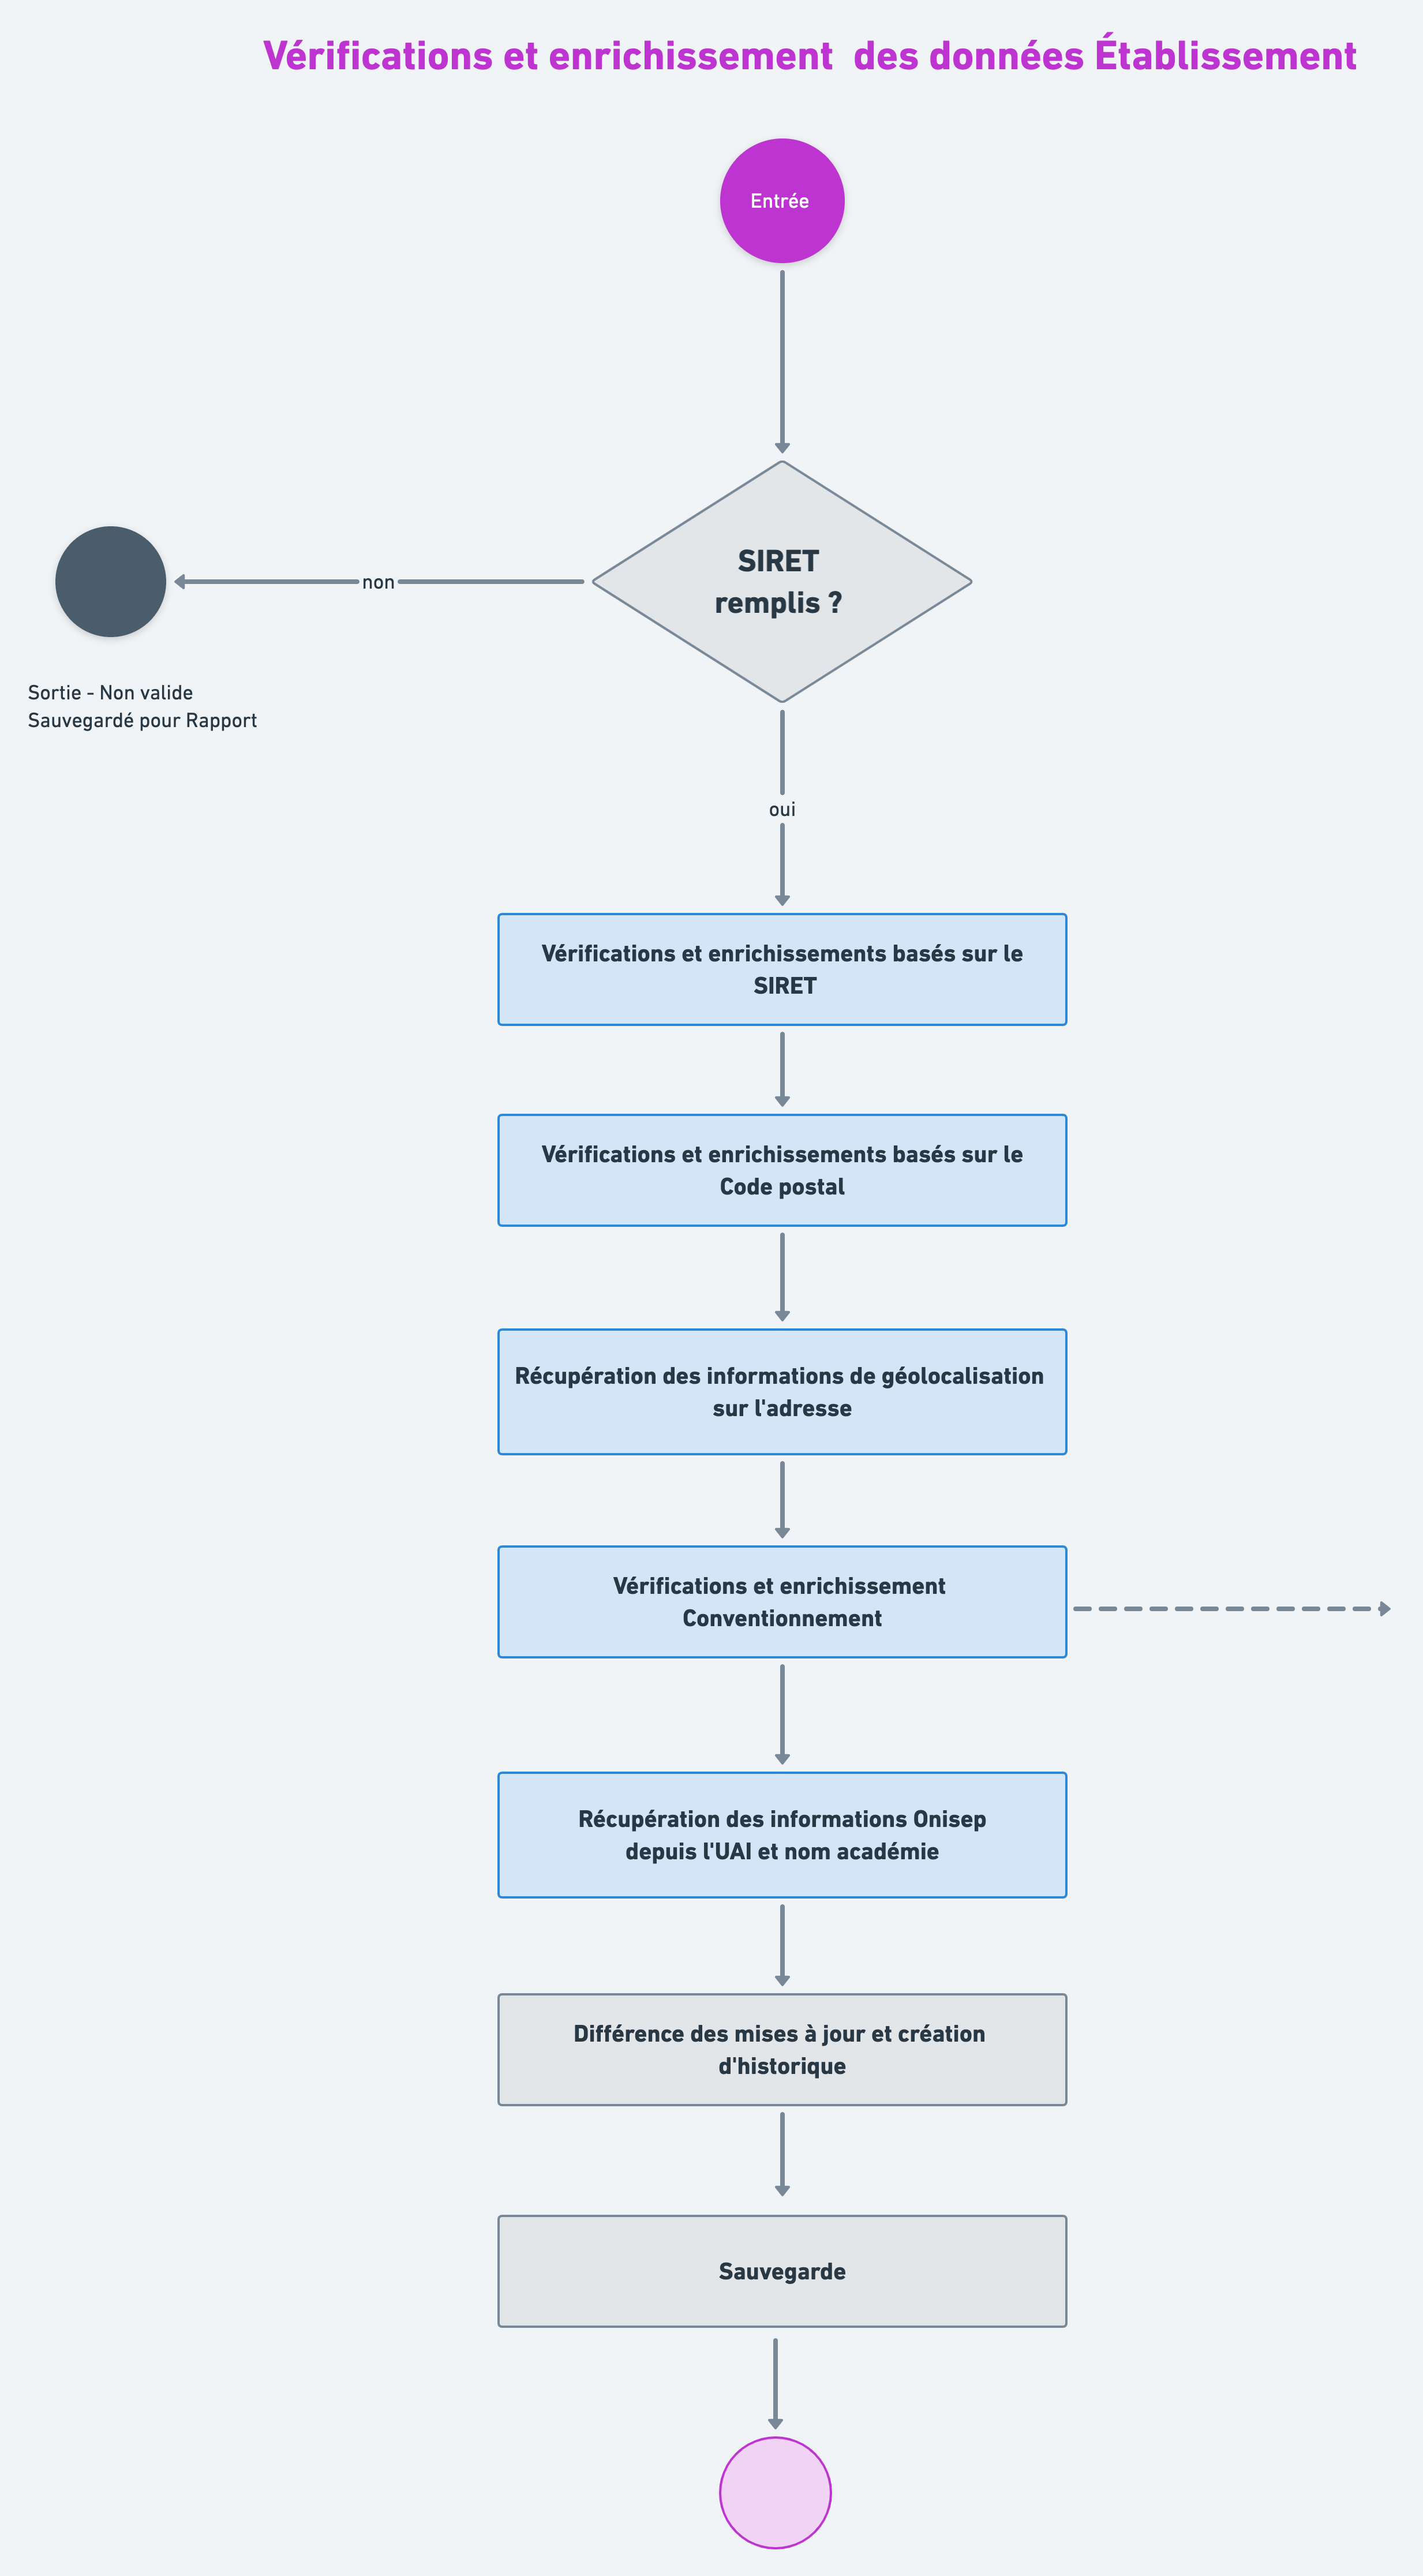 Vérifications et enrichissement  des données Établissement
Entrée
SIRET
remplis ?
non
Sortie - Non valide
Sauvegardé pour Rapport
oui
Vérifications et enrichissements basés sur le
SIRET
Vérifications et enrichissements basés sur le
Code postal
Récupération des informations de géolocalisation
sur l'adresse
Vérifications et enrichissement
Conventionnement
Récupération des informations Onisep
depuis l'UAI et nom académie
Différence des mises à jour et création
d'historique
Sauvegarde